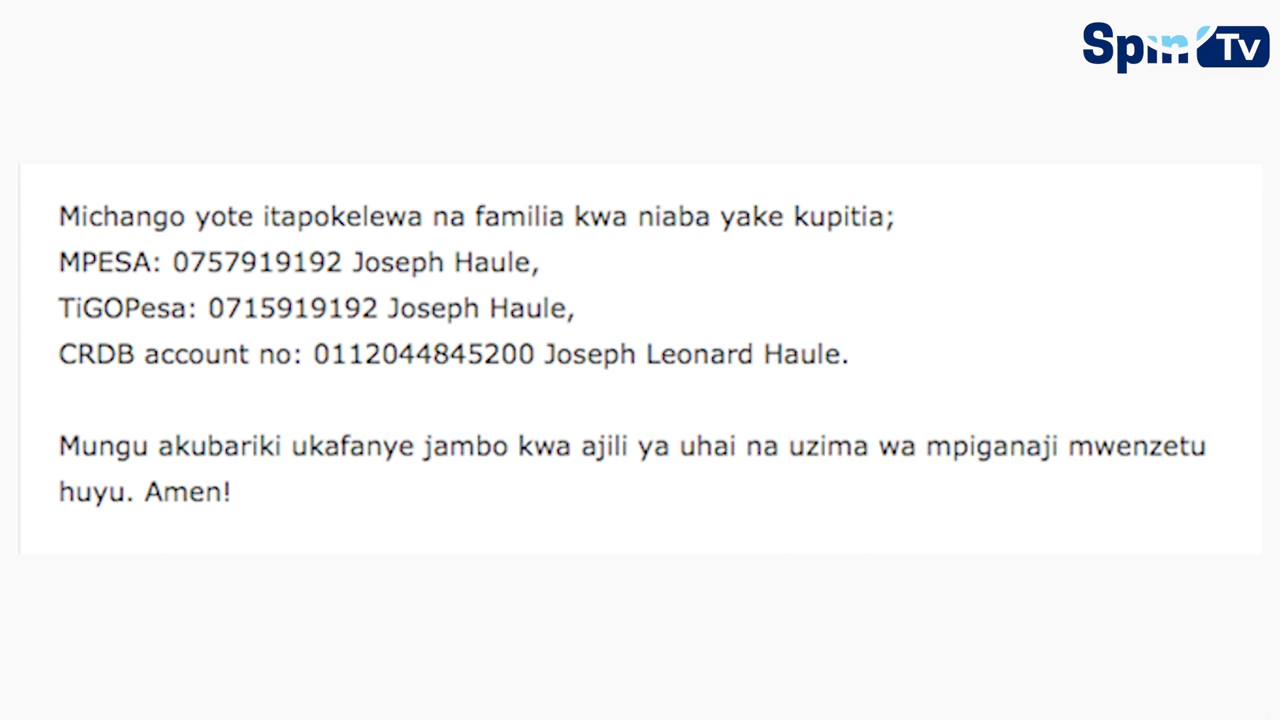 Spin Tv
Michango yote itapokelewa na familia kwa niaba yake kupitia;
MPESA: 0757919192 Joseph Haule,
TiGOPesa: 0715919192 Joseph Haule,
CRDB account no: 0112044845200 Joseph Leonard Haule.
Mungu akubariki ukafanye jambo kwa ajili ya uhai na uzima wa mpiganaji mwenzetu
huyu. Amen!